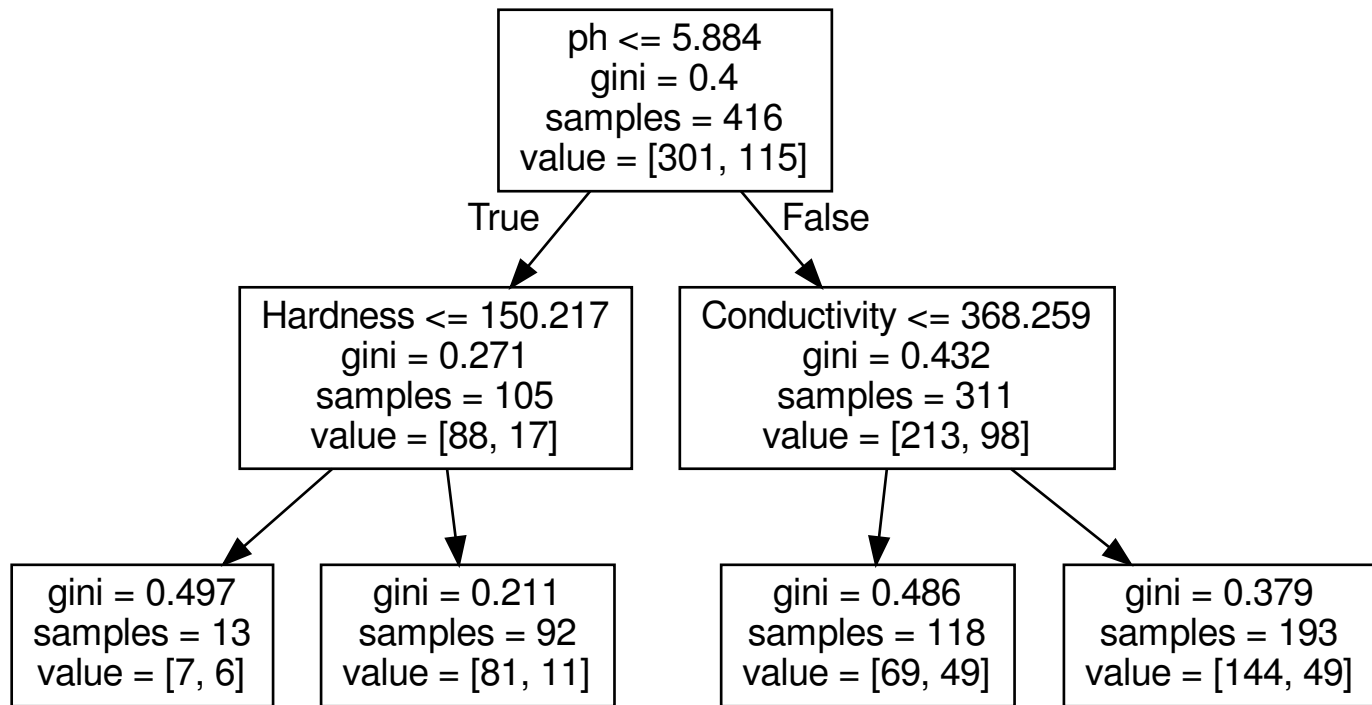 ph <= 5.884
gini = 0.4
samples = 416
value = [301, 115]
True
False
Hardness <= 150.217
gini = 0.271
samples = 105
value = [88, 17]
Conductivity <= 368.259
gini = 0.432
samples = 311
value = [213, 98]
gini = 0.497
samples = 13
value = [7, 6]
gini = 0.211
samples = 92
value = [81, 11]
gini = 0.486
samples = 118
value = [69, 49]
gini = 0.379
samples = 193
value = [144, 49]